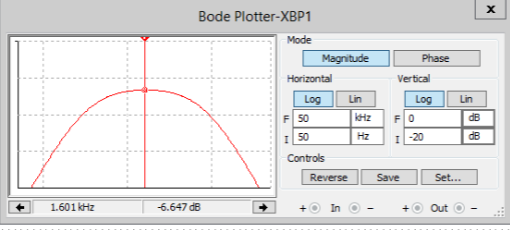 Bode Plotter-XBP1
x
Mode
Magnitude Phase
Horizontal Vertical
Log Lin Log Lin
F 50 kHz F 0 dB
I 50 Hz I -20 dB
Controls
Reverse Save Set...
1.601 kHz -6.647 dB
+ In - + Out -